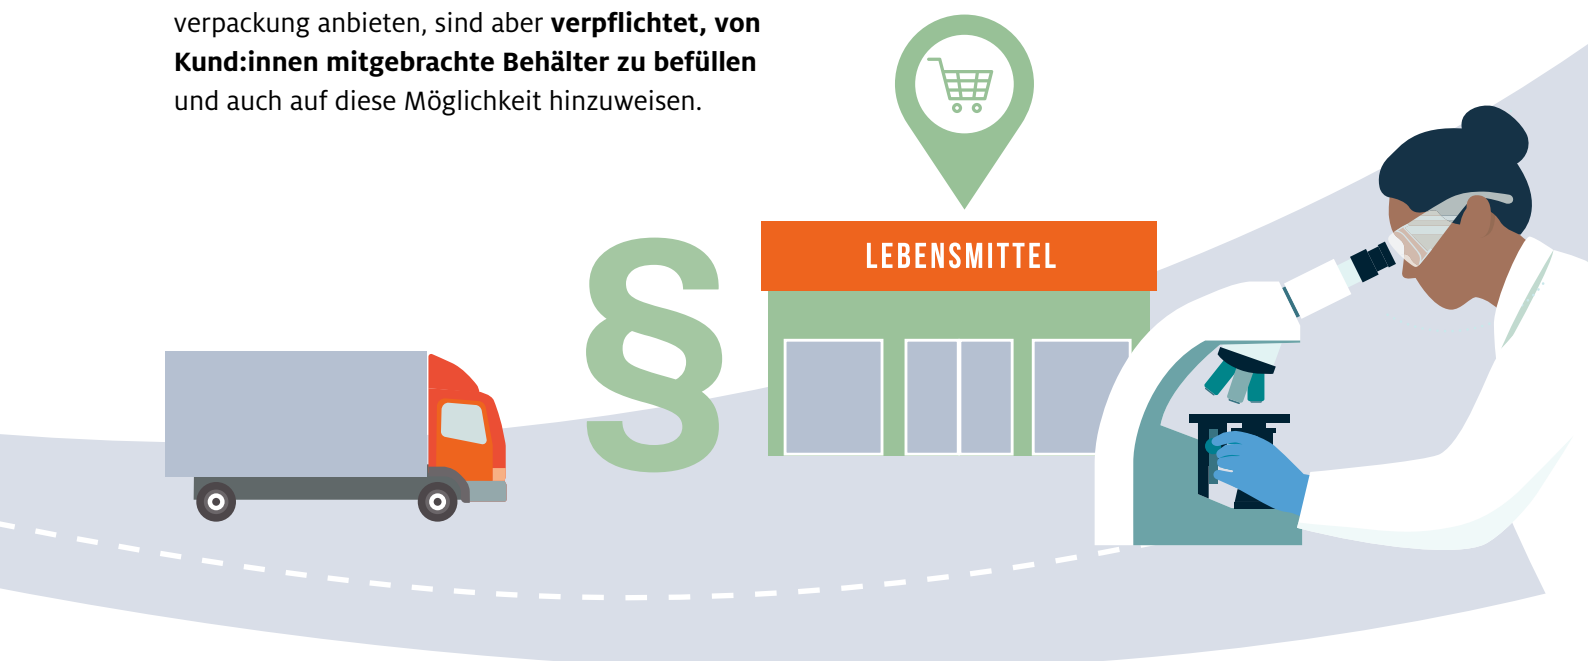 verpackung anbieten, sind aber verpflichtet, von
Kund:innen mitgebrachte Behälter zu befüllen
und auch auf diese Möglichkeit hinzuweisen.
§
LEBENSMITTEL